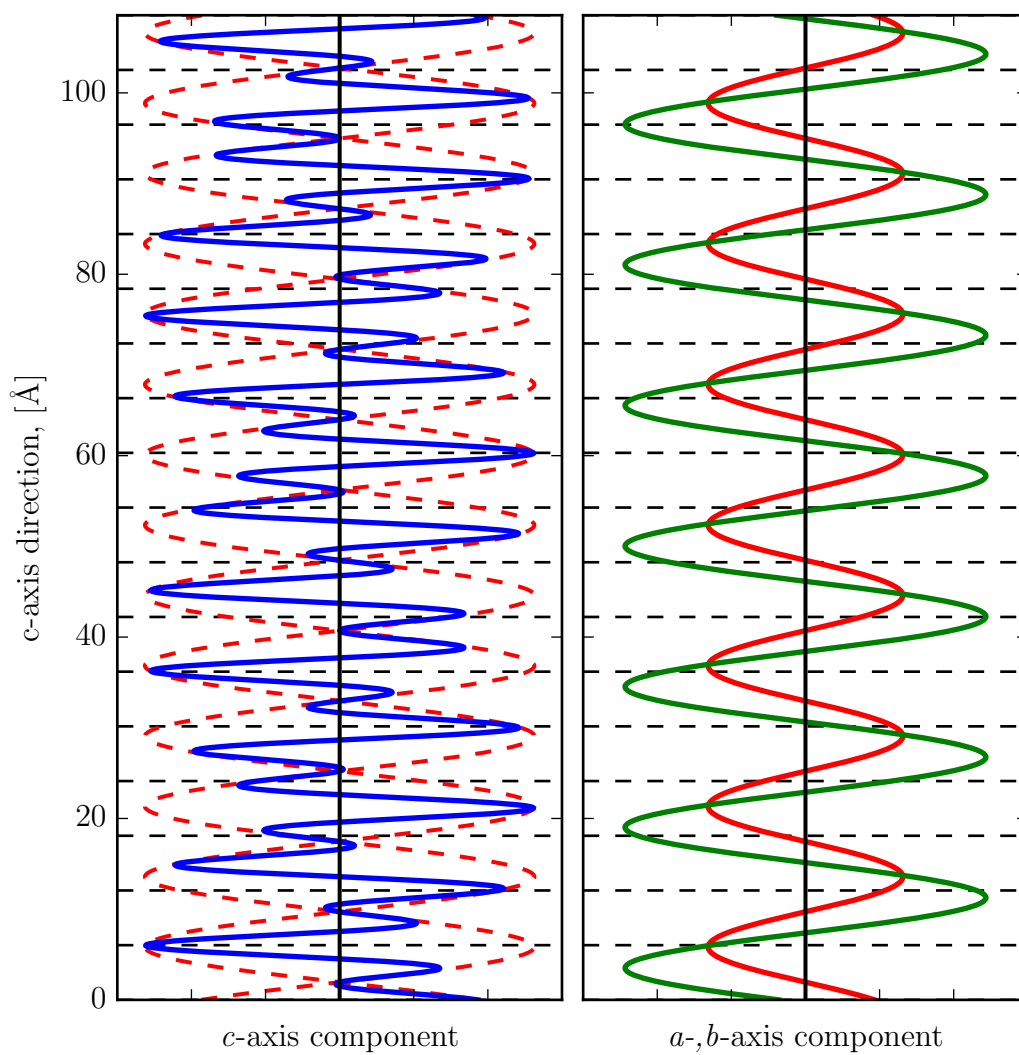 c-axis direction, [Å]
100
80
60
40
20
0
c-axis component
a-,b-axis component